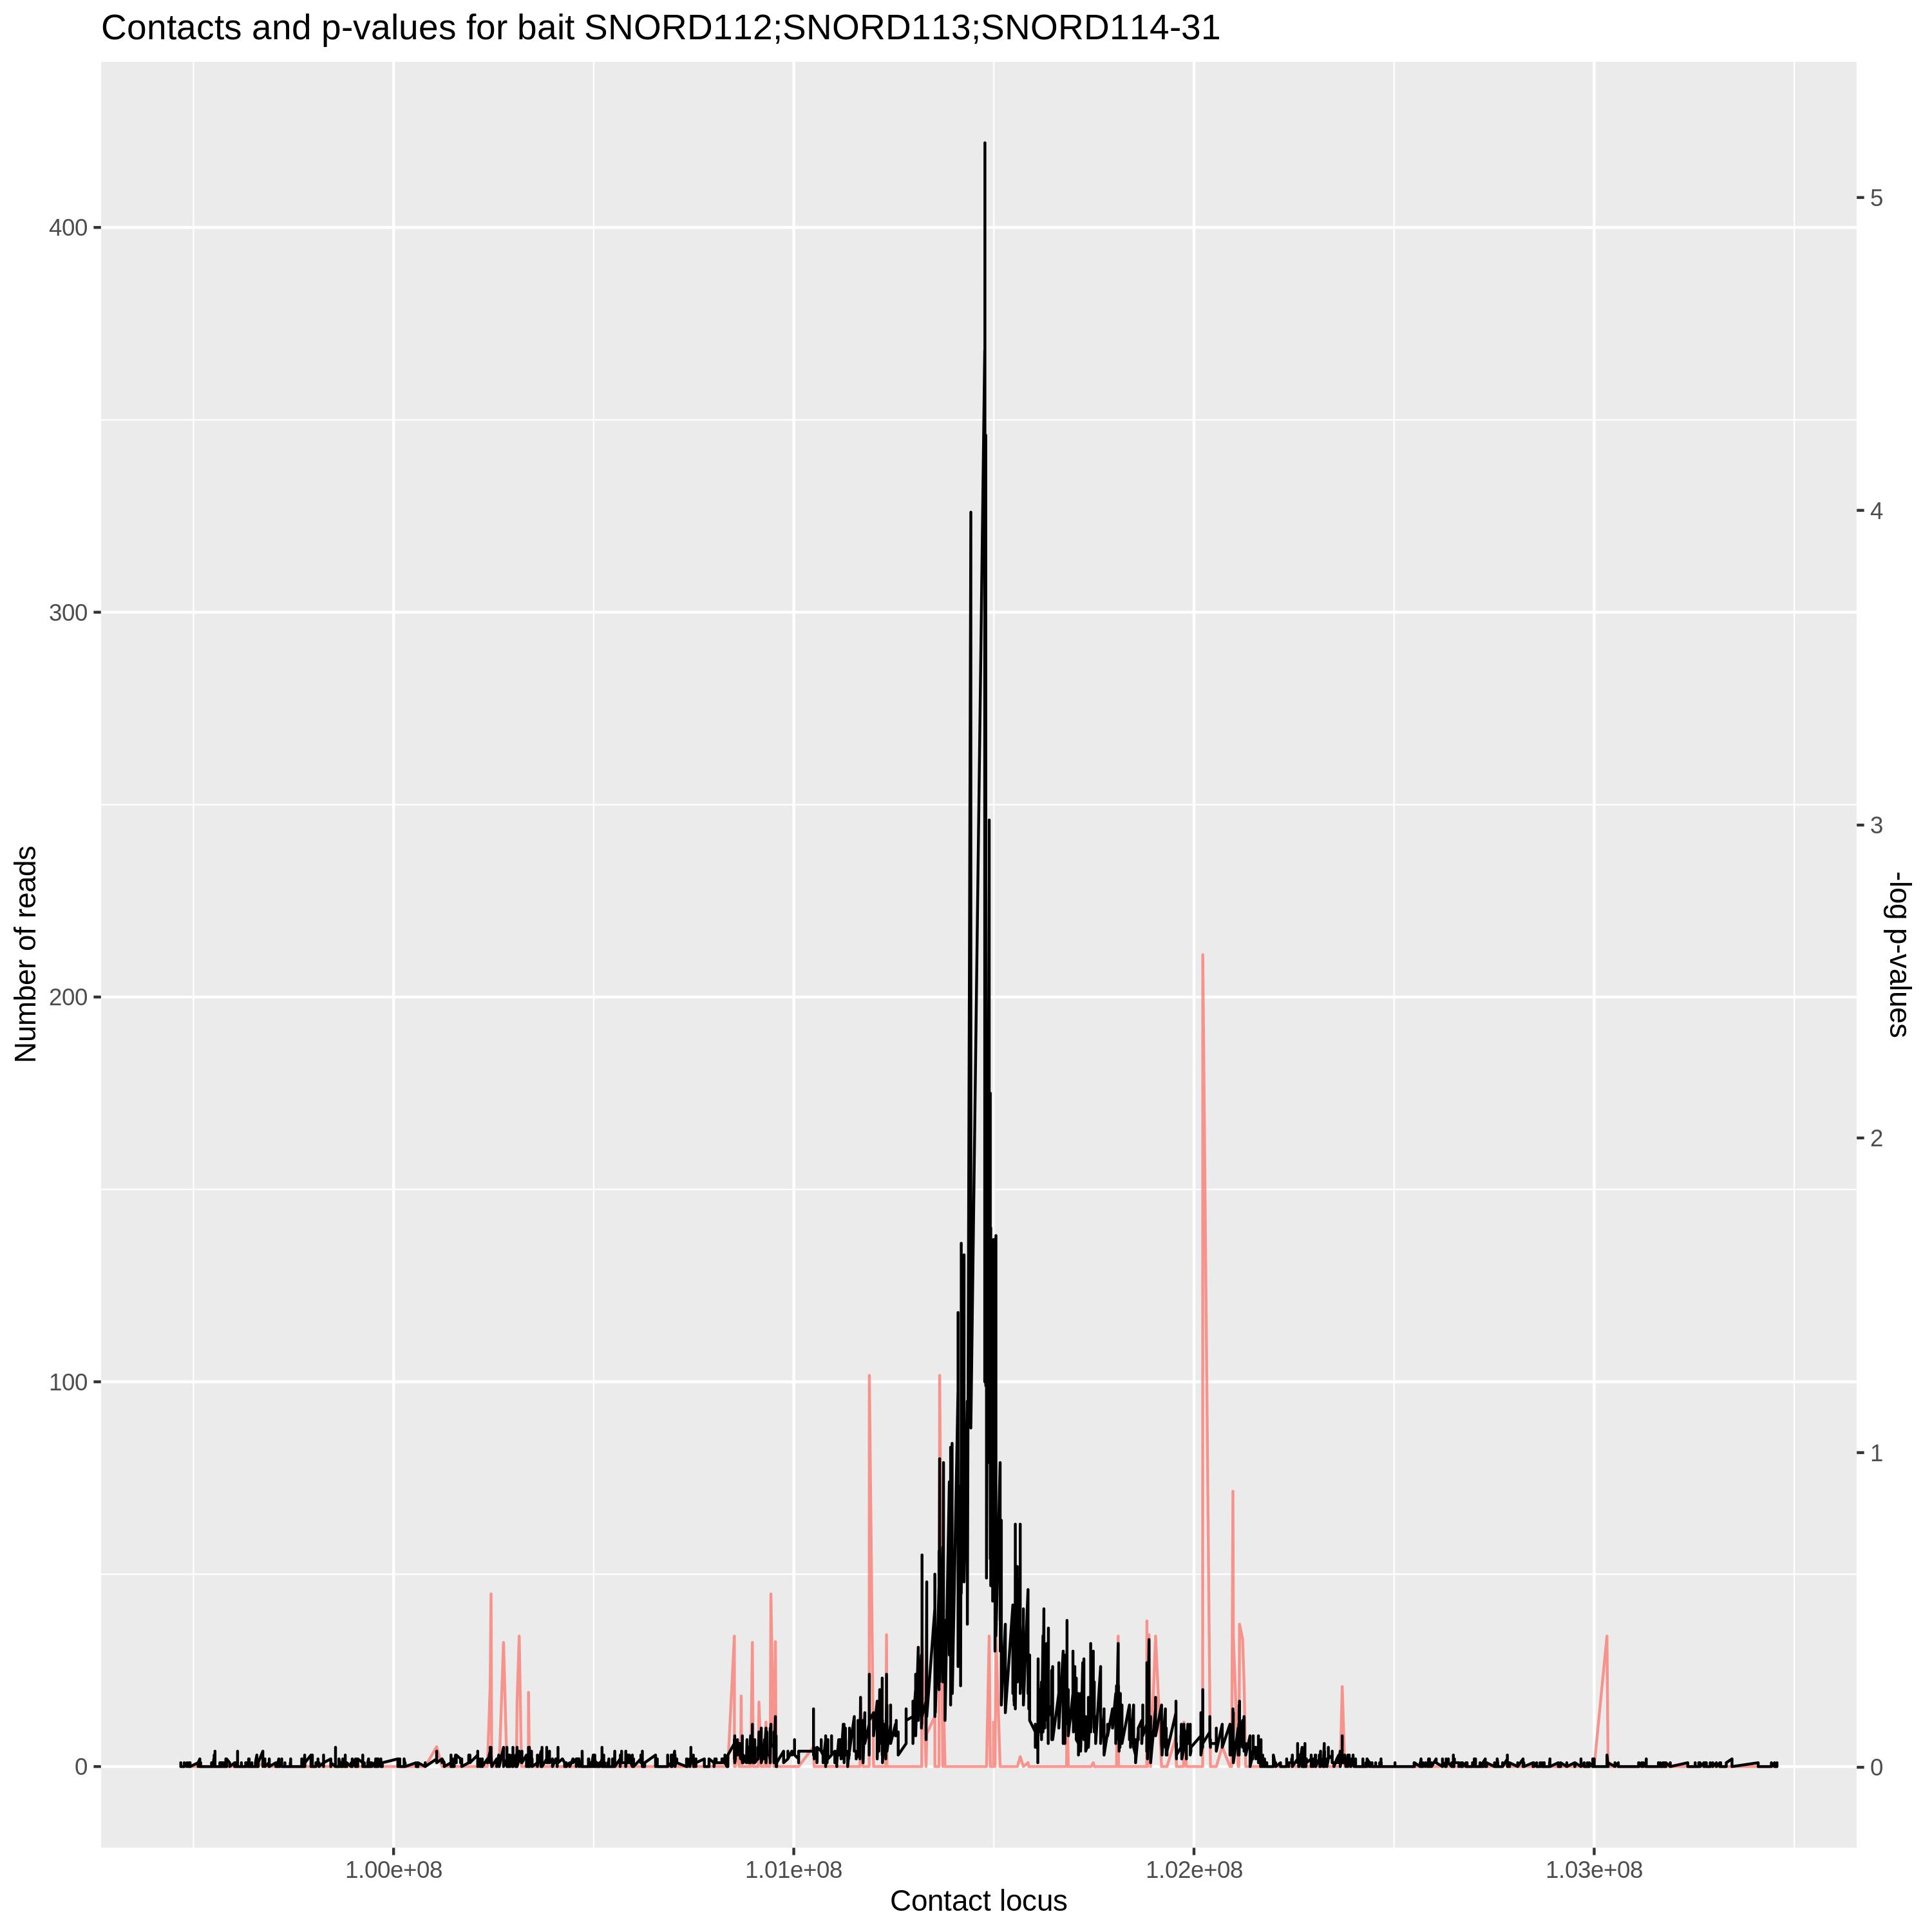 Contacts and p-values for bait SNORD112;SNORD113;SNORD114-31
400
300
200
100
0
Number of reads
5
4
3
2
1
0
-log p-values
1.00e+08
1.01e+08
1.02e+08
1.03e+08
Contact locus